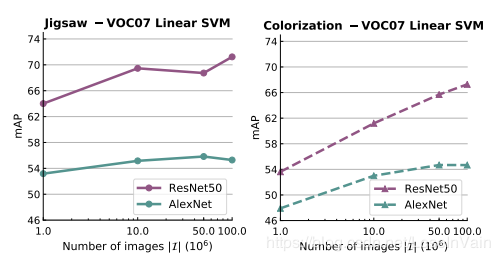 Jigsaw − VOC07 Linear SVM
74
70
66
62
58
54
50
46
mAP
ResNet50
AlexNet
1.0 10.0 50.0 100.0
Number of images |I| (10⁶)
Colorization − VOC07 Linear SVM
74
70
66
62
58
54
50
46
mAP
ResNet50
AlexNet
1.0 10.0 50.0 100.0
Number of images |I| (10⁶)